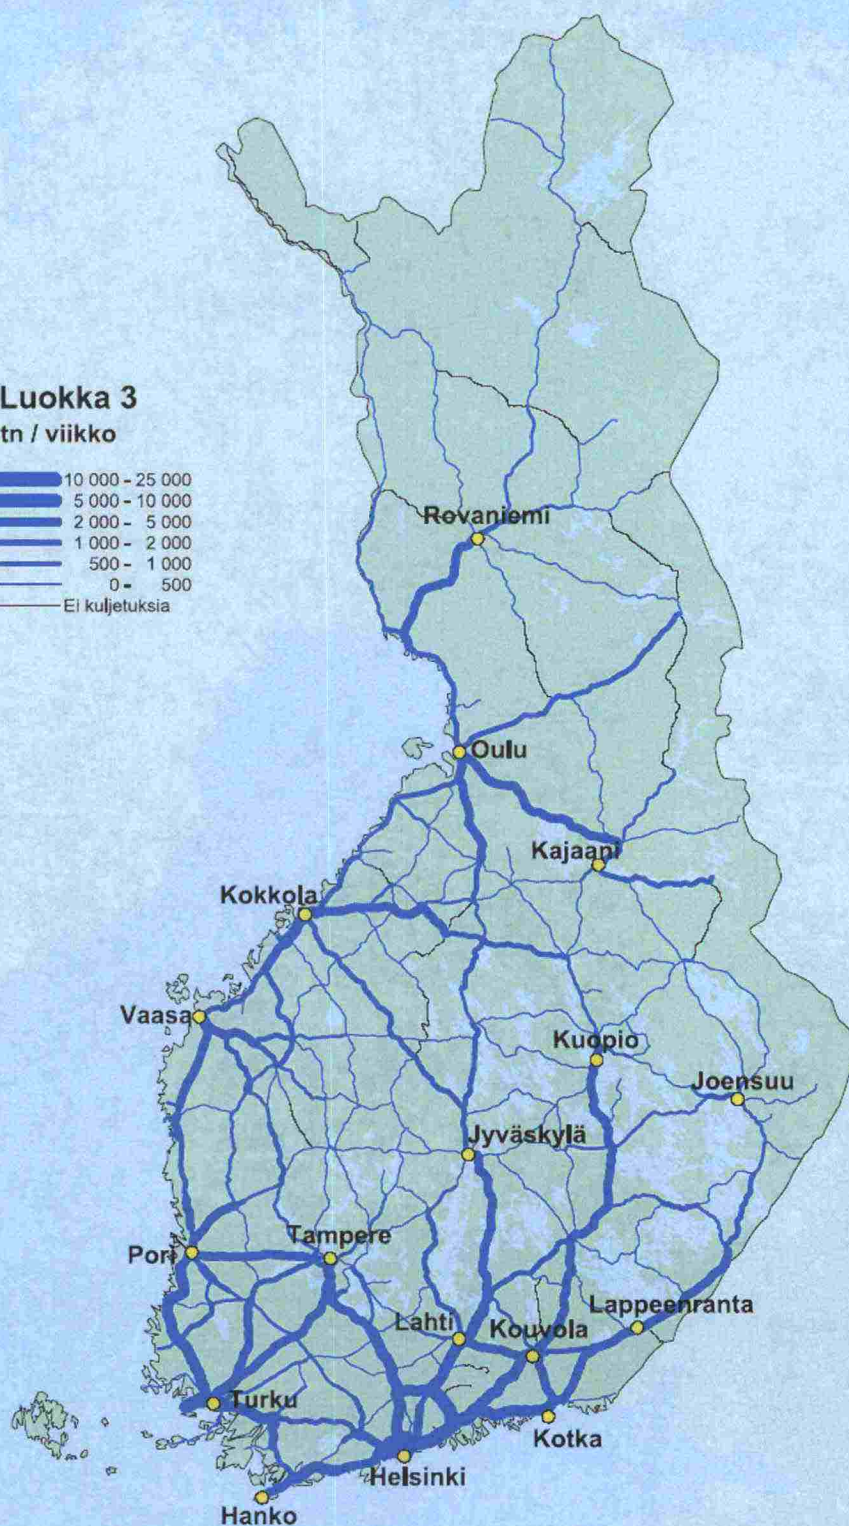 Luokka 3
tn / viikko
10 000 - 25 000
5 000 - 10 000
2 000 - 5 000
1 000 - 2 000
500 - 1 000
0 - 500
Ei kuljetuksia
Rovaniemi
Oulu
Kajaani
Kokkola
Vaasa
Kuopio
Joensuu
Jyväskylä
Pori
Tampere
Lahti
Kouvola
Lappeenranta
Turku
Kotka
Helsinki
Hanko